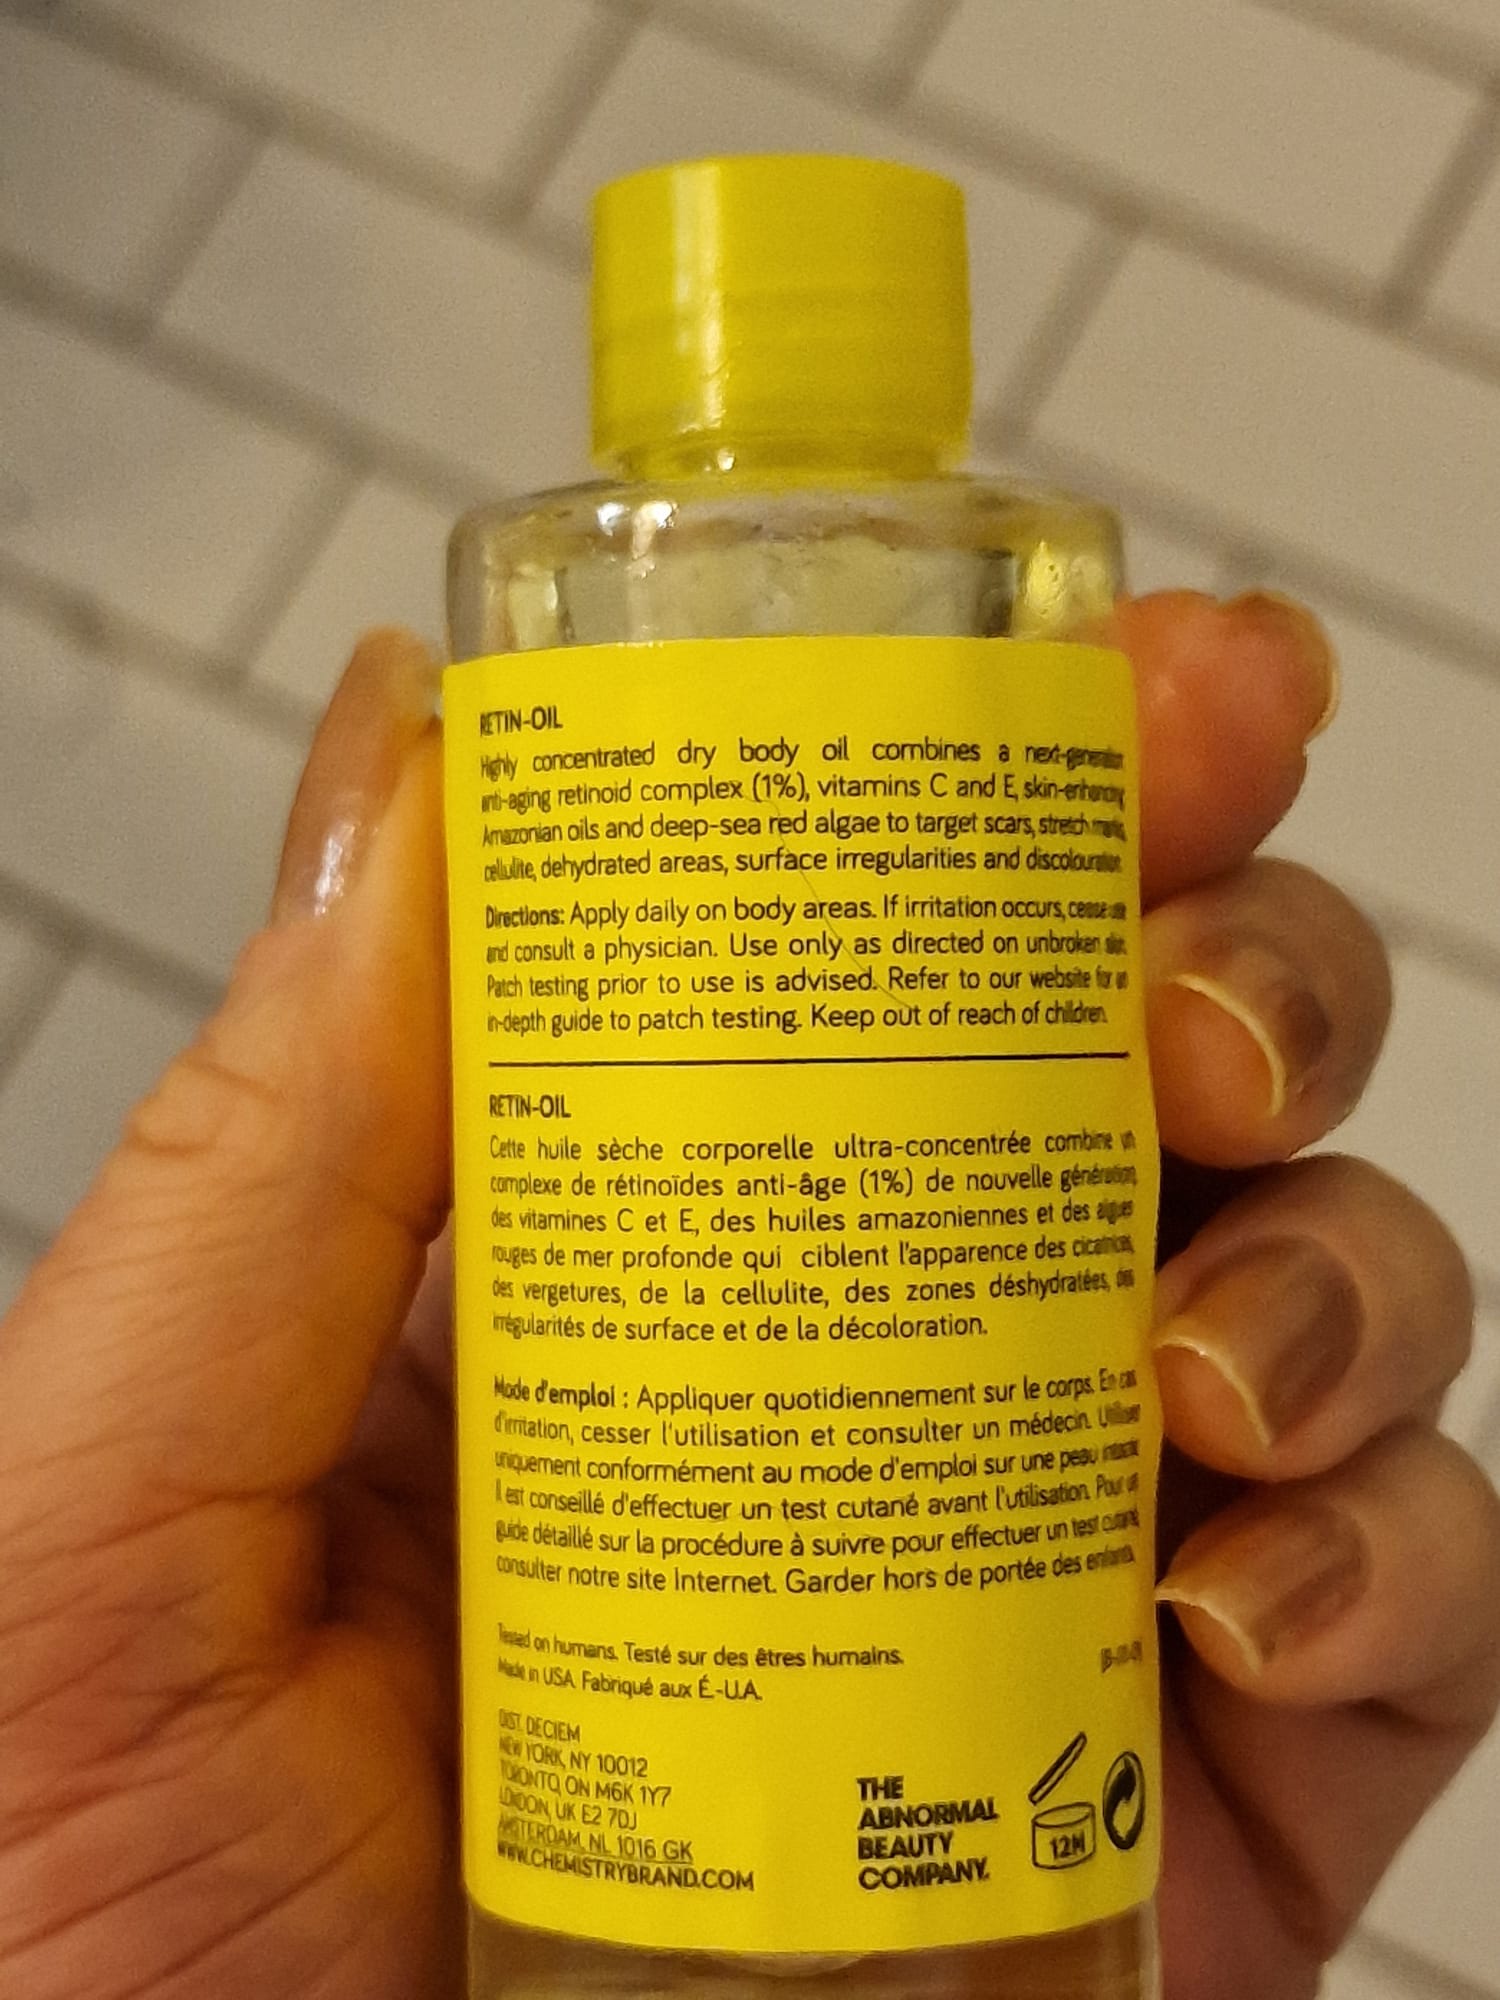 RETIN-OIL
Highly concentrated dry body oil combines a next-generation
anti-aging retinoid complex (1%), vitamins C and E, skin-enhancing
Amazonian oils and deep-sea red algae to target scars, stretch marks,
cellulite, dehydrated areas, surface irregularities and discolouration.
Directions: Apply daily on body areas. If irritation occurs, cease use
and consult a physician. Use only as directed on unbroken skin.
Patch testing prior to use is advised. Refer to our website for an
in-depth guide to patch testing. Keep out of reach of children.
RETIN-OIL
Cette huile sèche corporelle ultra-concentrée combine un
complexe de rétinoïdes anti-âge (1%) de nouvelle génération,
des vitamines C et E, des huiles amazoniennes et des algues
rouges de mer profonde qui ciblent l'apparence des cicatrices,
des vergetures, de la cellulite, des zones déshydratées, des
irrégularités de surface et de la décoloration.
Mode d'emploi : Appliquer quotidiennement sur le corps. En cas
d'irritation, cesser l'utilisation et consulter un médecin. Utiliser
uniquement conformément au mode d'emploi sur une peau intacte.
Il est conseillé d'effectuer un test cutané avant l'utilisation. Pour un
guide détaillé sur la procédure à suivre pour effectuer un test cutané,
consulter notre site Internet. Garder hors de portée des enfants.
Tested on humans. Testé sur des êtres humains.
Made in USA. Fabriqué aux É.-U.A.
DIST. DECIEM
NEW YORK, NY 10012
TORONTO, ON M6K 1Y7
LONDON, UK E2 7DJ
AMSTERDAM, NL 1016 GK
WWW.CHEMISTRYBRAND.COM
THE
ABNORMAL
BEAUTY
COMPANY.
12M